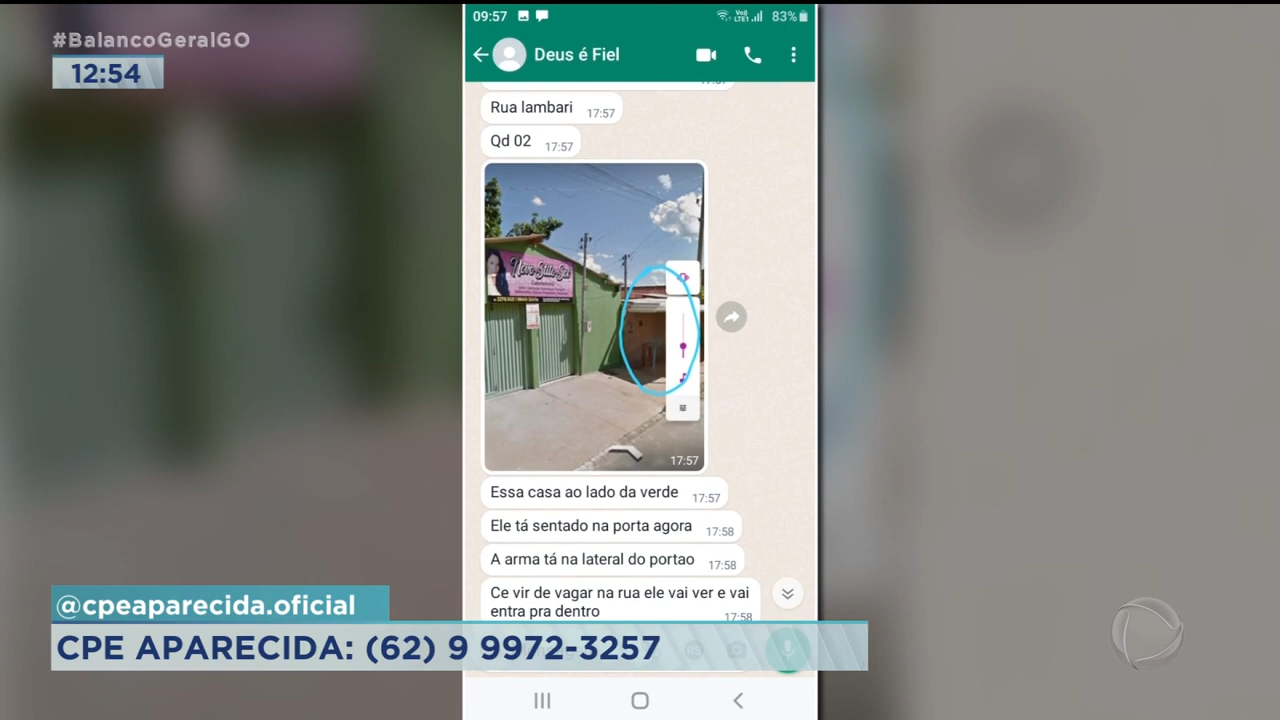 #BalancoGeralGO
12:54
09:57
Vo))
LTE1
83%
Deus é Fiel
Rua lambari 17:57
Qd 02 17:57
17:57
Essa casa ao lado da verde 17:57
Ele tá sentado na porta agora 17:58
A arma tá na lateral do portao 17:58
Ce vir de vagar na rua ele vai ver e vai
entra pra dentro 17:58
@cpeaparecida.oficial
CPE APARECIDA: (62) 9 9972-3257